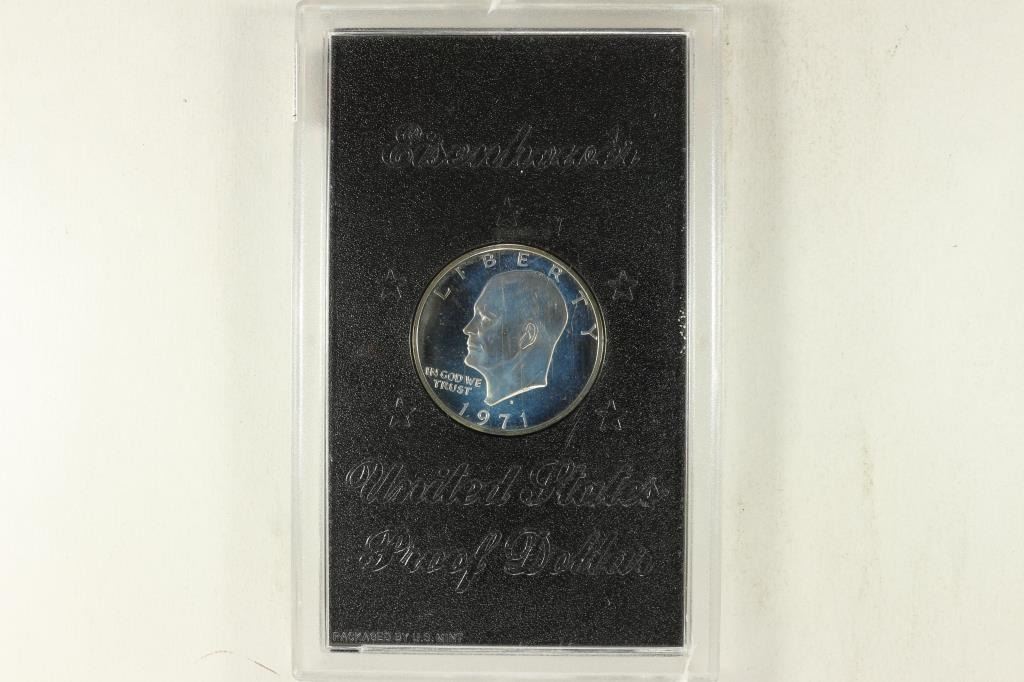 Eisenhower
LIBERTY
IN GOD WE
TRUST
1971
United States
Proof Dollar
PACKAGED BY U.S. MINT